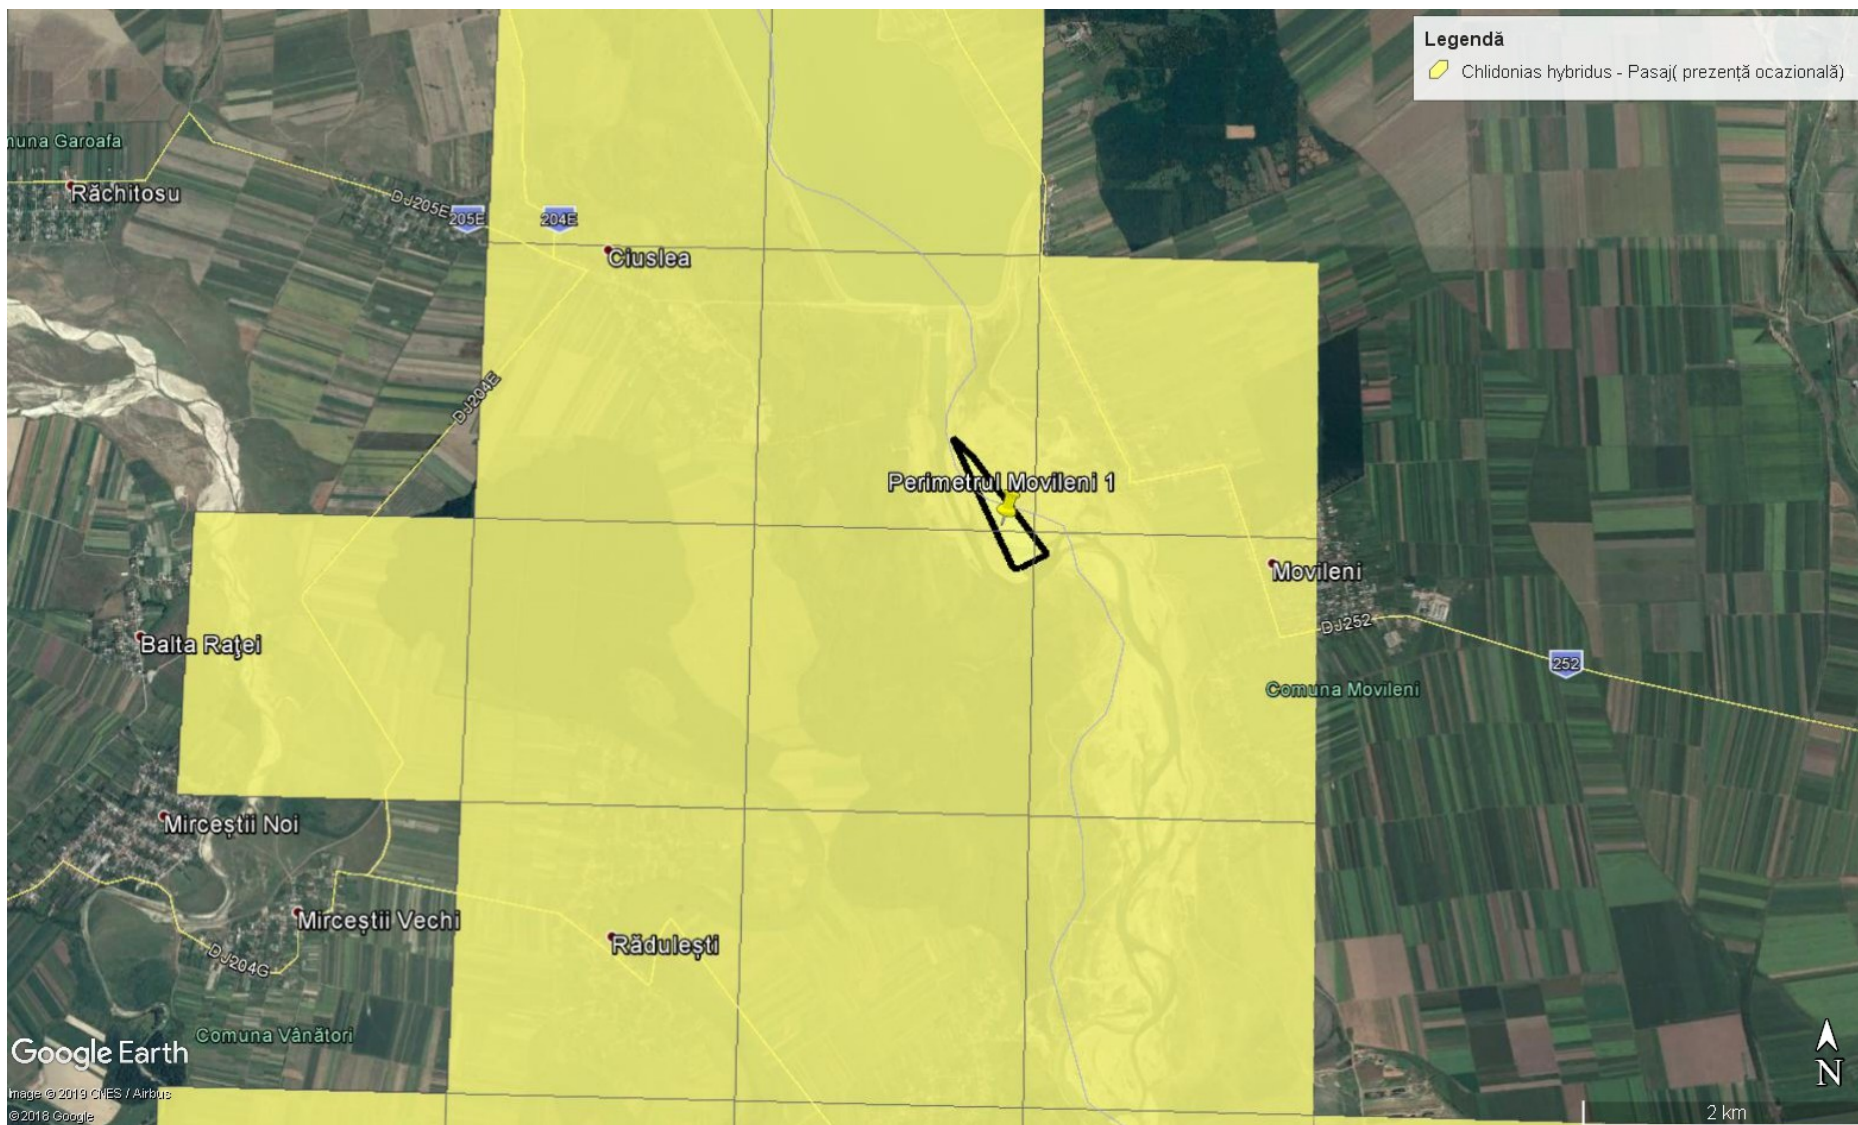 Legendă
Chlidonias hybridus - Pasaj( prezență ocazională)
muna Garoafa
Răchitosu
DJ205E
205E
204E
Ciuslea
DJ204E
Perimetrul Movileni 1
Movileni
DJ252
252
Balta Raței
Comuna Movileni
Mirceștii Noi
Mirceștii Vechi
Rădulești
DJ204G
Comuna Vânători
Google Earth
Image © 2019 CNES / Airbus
©2018 Google
N
2 km